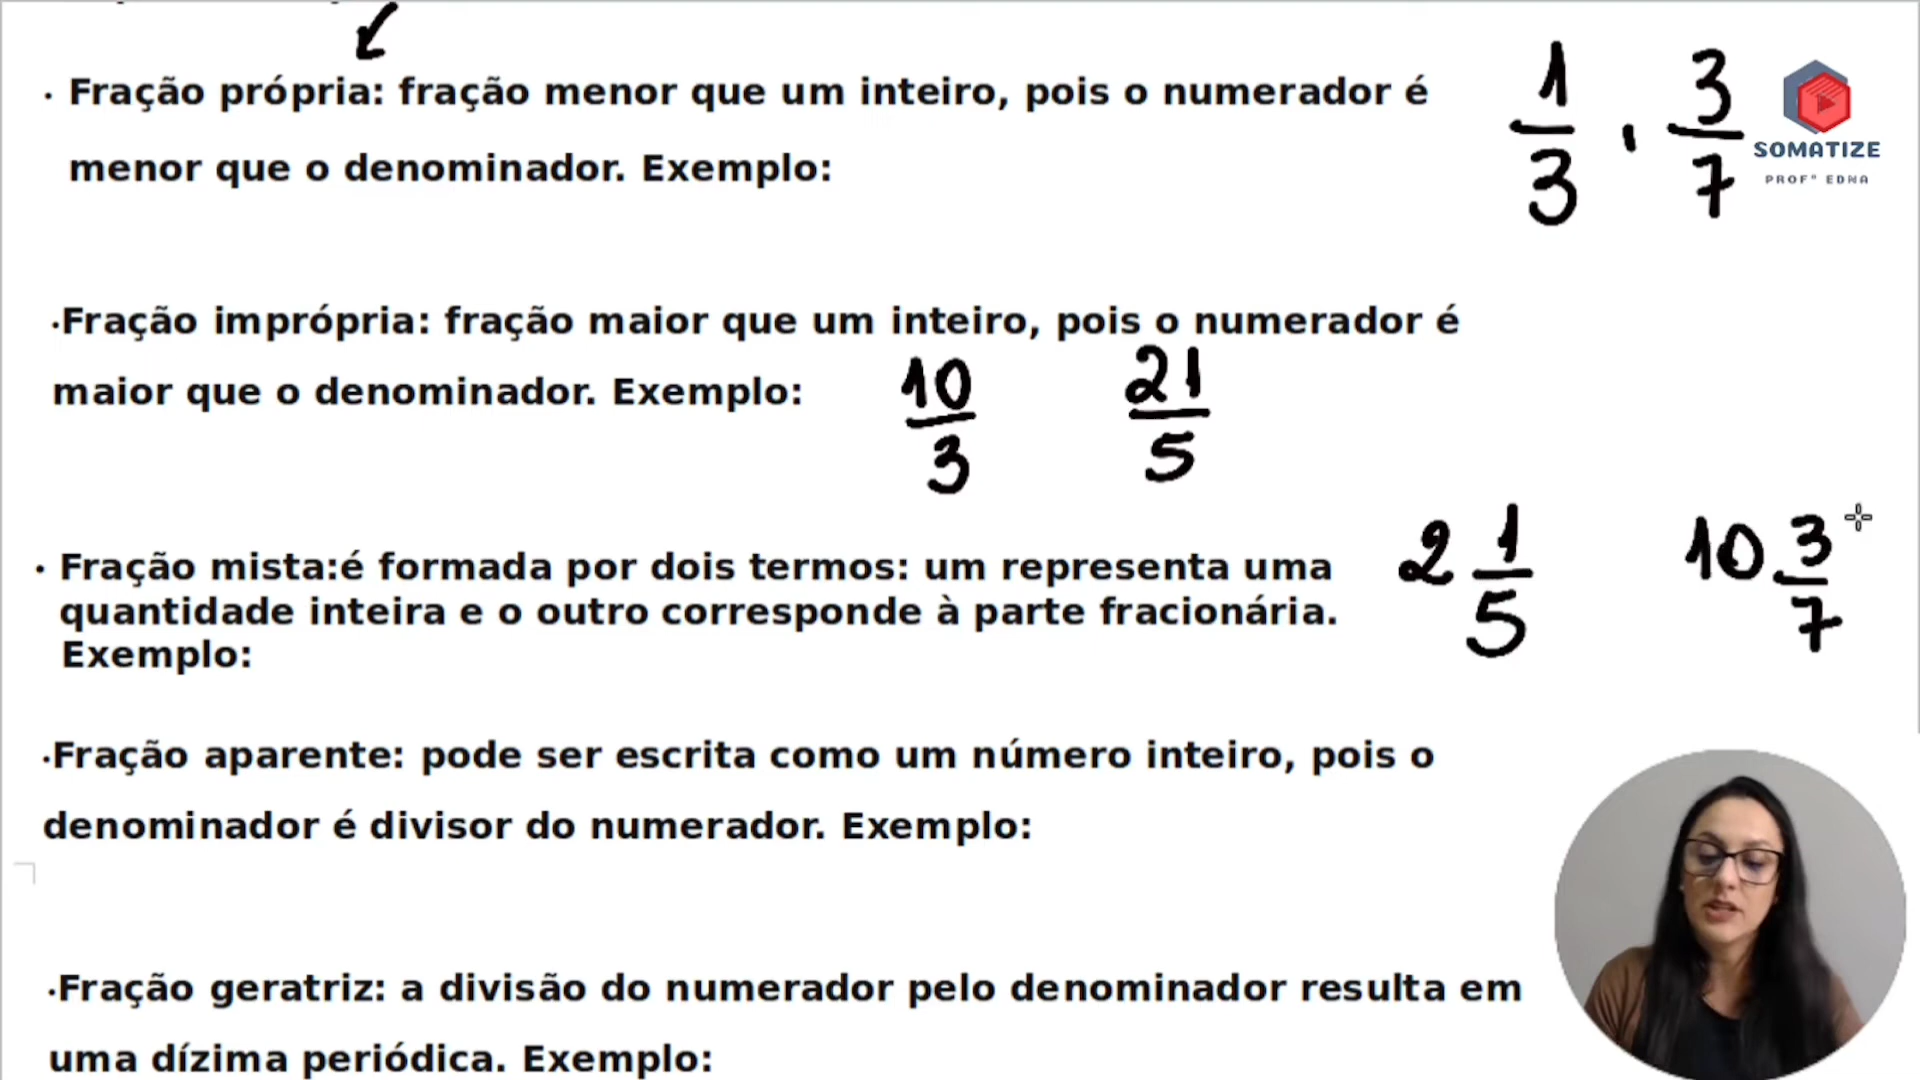 · Fração própria: fração menor que um inteiro, pois o numerador é
menor que o denominador. Exemplo:
1/3 , 3/7
SOMATIZE
PROFª EDNA
·Fração imprópria: fração maior que um inteiro, pois o numerador é
maior que o denominador. Exemplo:
10/3 21/5
· Fração mista:é formada por dois termos: um representa uma
quantidade inteira e o outro corresponde à parte fracionária.
Exemplo:
2 1/5 10 3/7
·Fração aparente: pode ser escrita como um número inteiro, pois o
denominador é divisor do numerador. Exemplo:
·Fração geratriz: a divisão do numerador pelo denominador resulta em
uma dízima periódica. Exemplo: